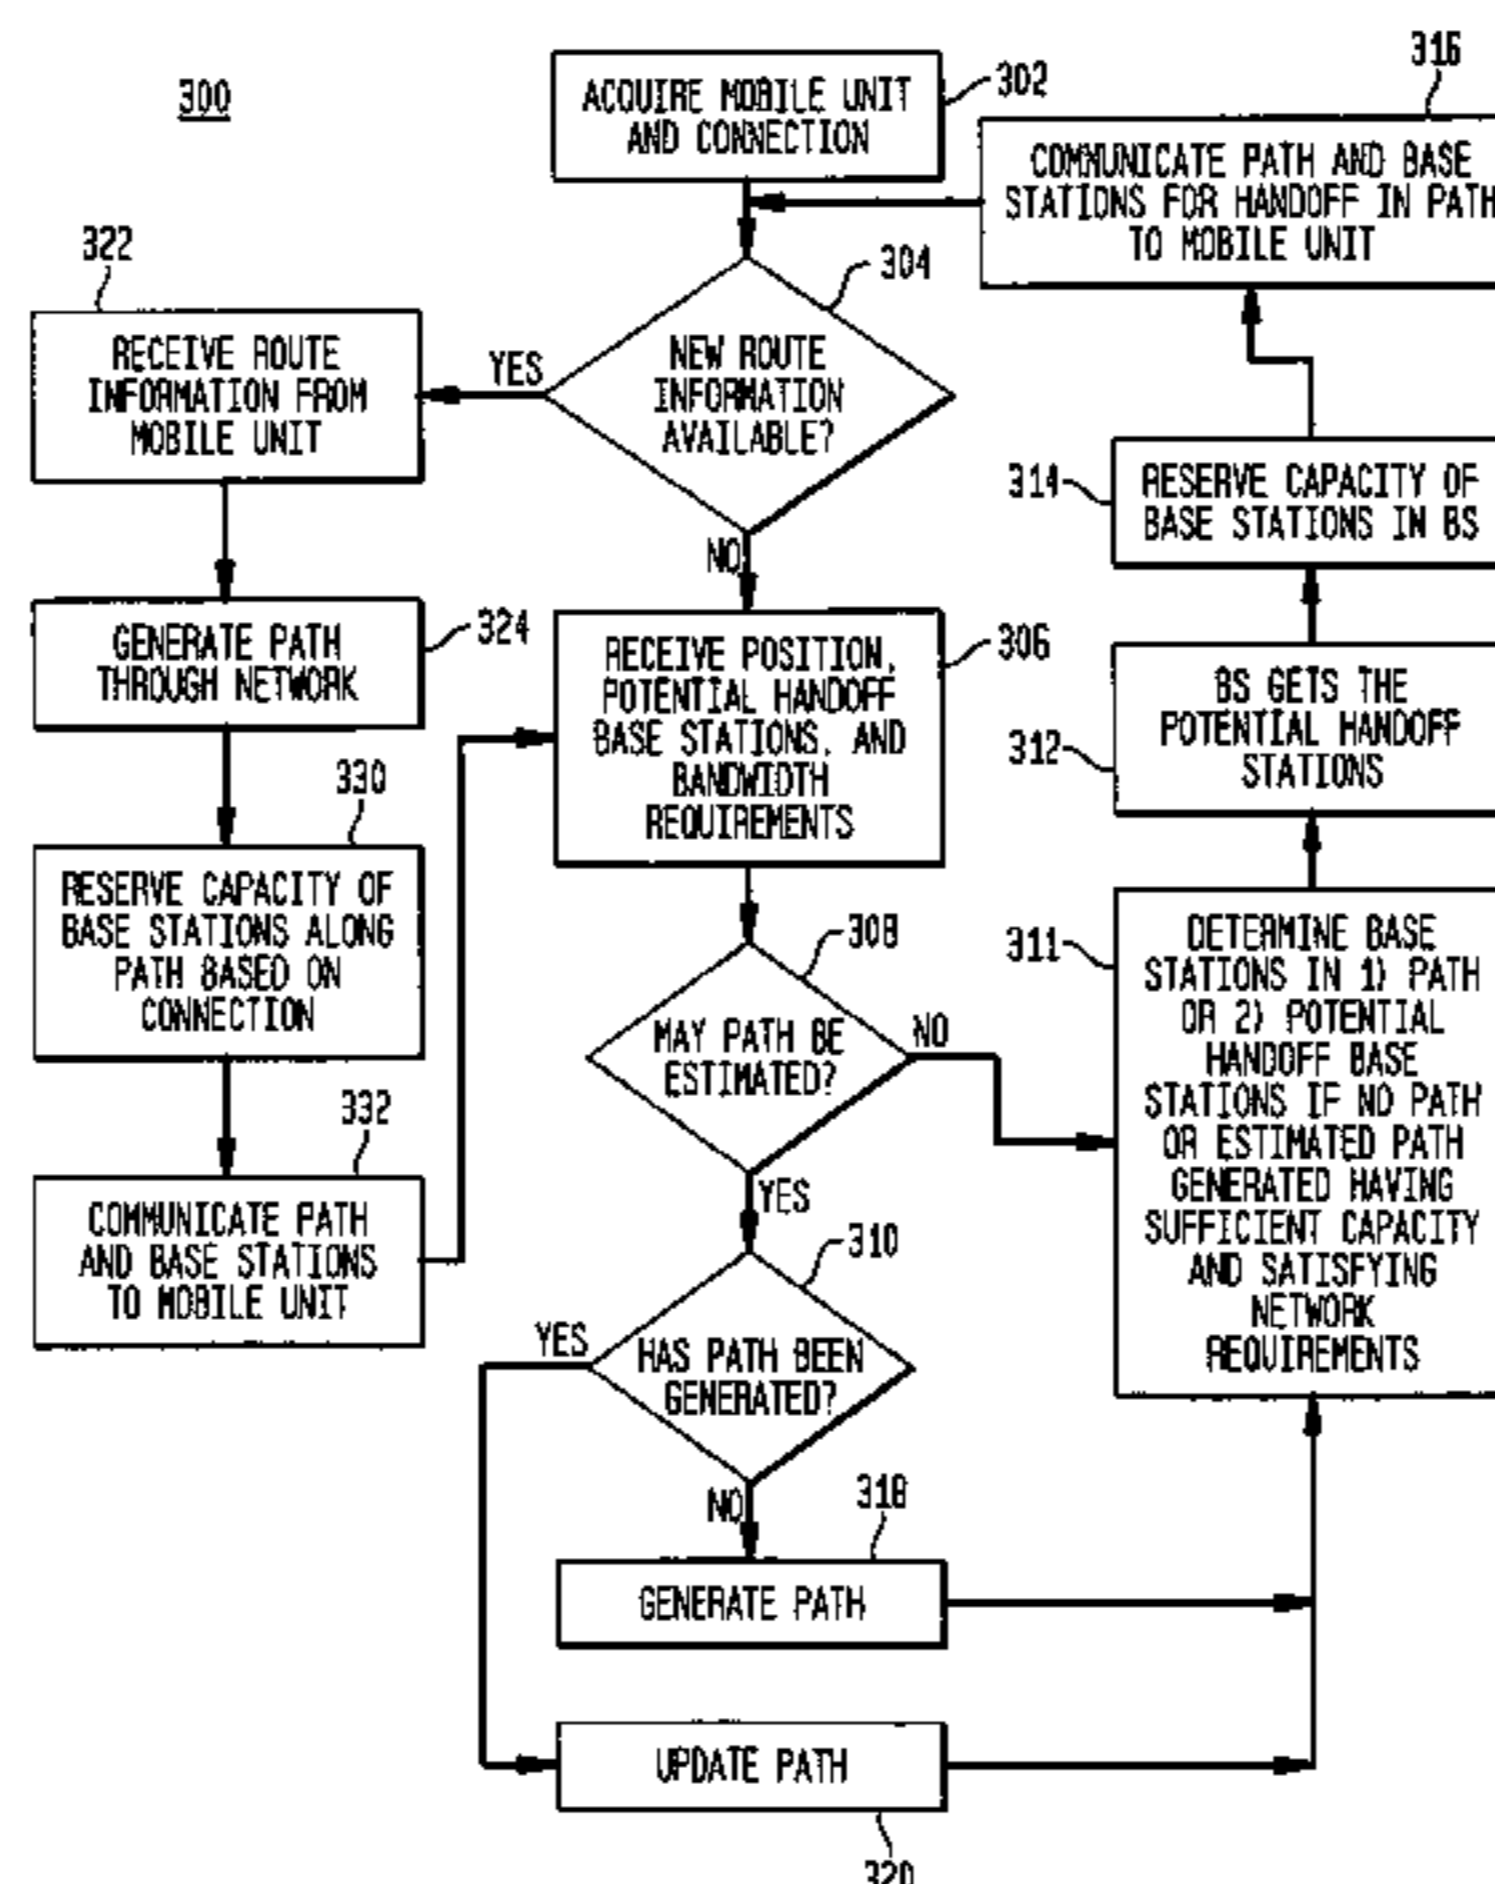 300
ACQUIRE MOBILE UNIT
AND CONNECTION
302
316
COMMUNICATE PATH AND BASE
STATIONS FOR HANDOFF IN PATH
TO MOBILE UNIT
304
NEW ROUTE
INFORMATION
AVAILABLE?
YES
NO
322
RECEIVE ROUTE
INFORMATION FROM
MOBILE UNIT
324
GENERATE PATH
THROUGH NETWORK
330
RESERVE CAPACITY OF
BASE STATIONS ALONG
PATH BASED ON
CONNECTION
332
COMMUNICATE PATH
AND BASE STATIONS
TO MOBILE UNIT
306
RECEIVE POSITION,
POTENTIAL HANDOFF
BASE STATIONS, AND
BANDWIDTH
REQUIREMENTS
308
MAY PATH BE
ESTIMATED?
NO
YES
310
HAS PATH BEEN
GENERATED?
YES
NO
318
GENERATE PATH
UPDATE PATH
320
314
RESERVE CAPACITY OF
BASE STATIONS IN BS
312
BS GETS THE
POTENTIAL HANDOFF
STATIONS
311
DETERMINE BASE
STATIONS IN 1) PATH
OR 2) POTENTIAL
HANDOFF BASE
STATIONS IF NO PATH
OR ESTIMATED PATH
GENERATED HAVING
SUFFICIENT CAPACITY
AND SATISFYING
NETWORK
REQUIREMENTS